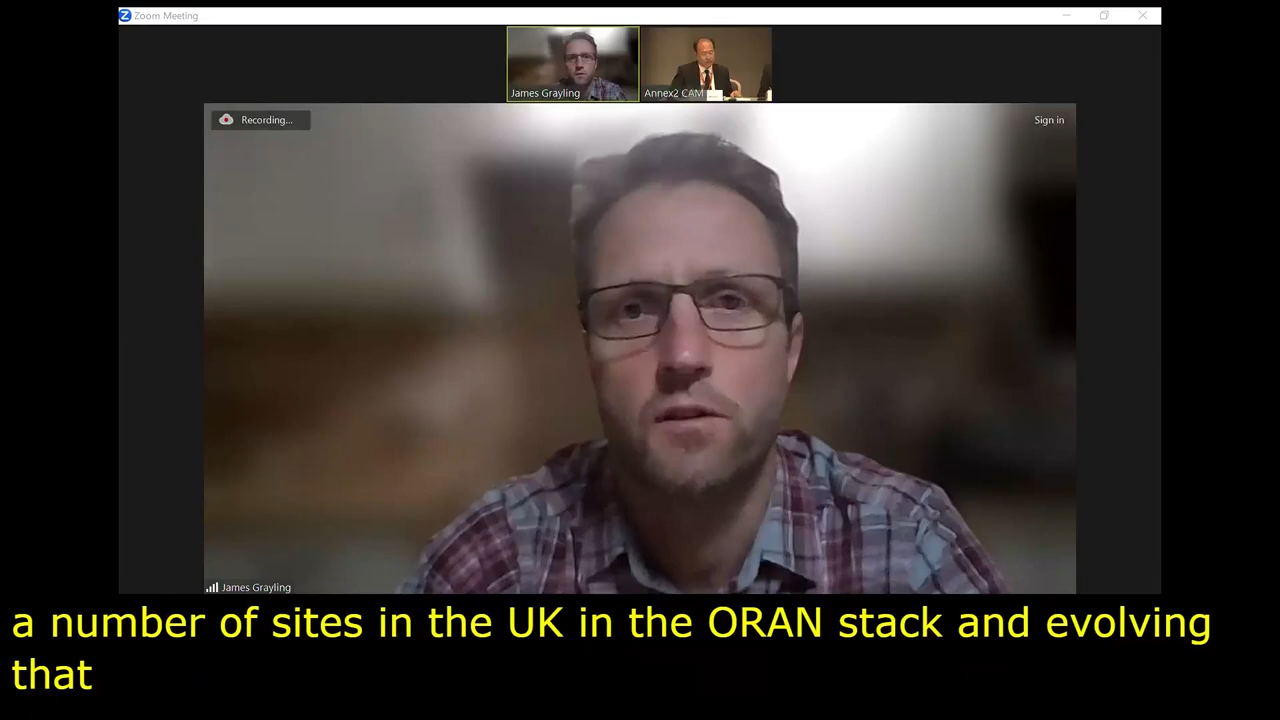 Zoom Meeting
James Grayling
Annex2 CAM
Recording...
Sign in
James Grayling
a number of sites in the UK in the ORAN stack and evolving
that